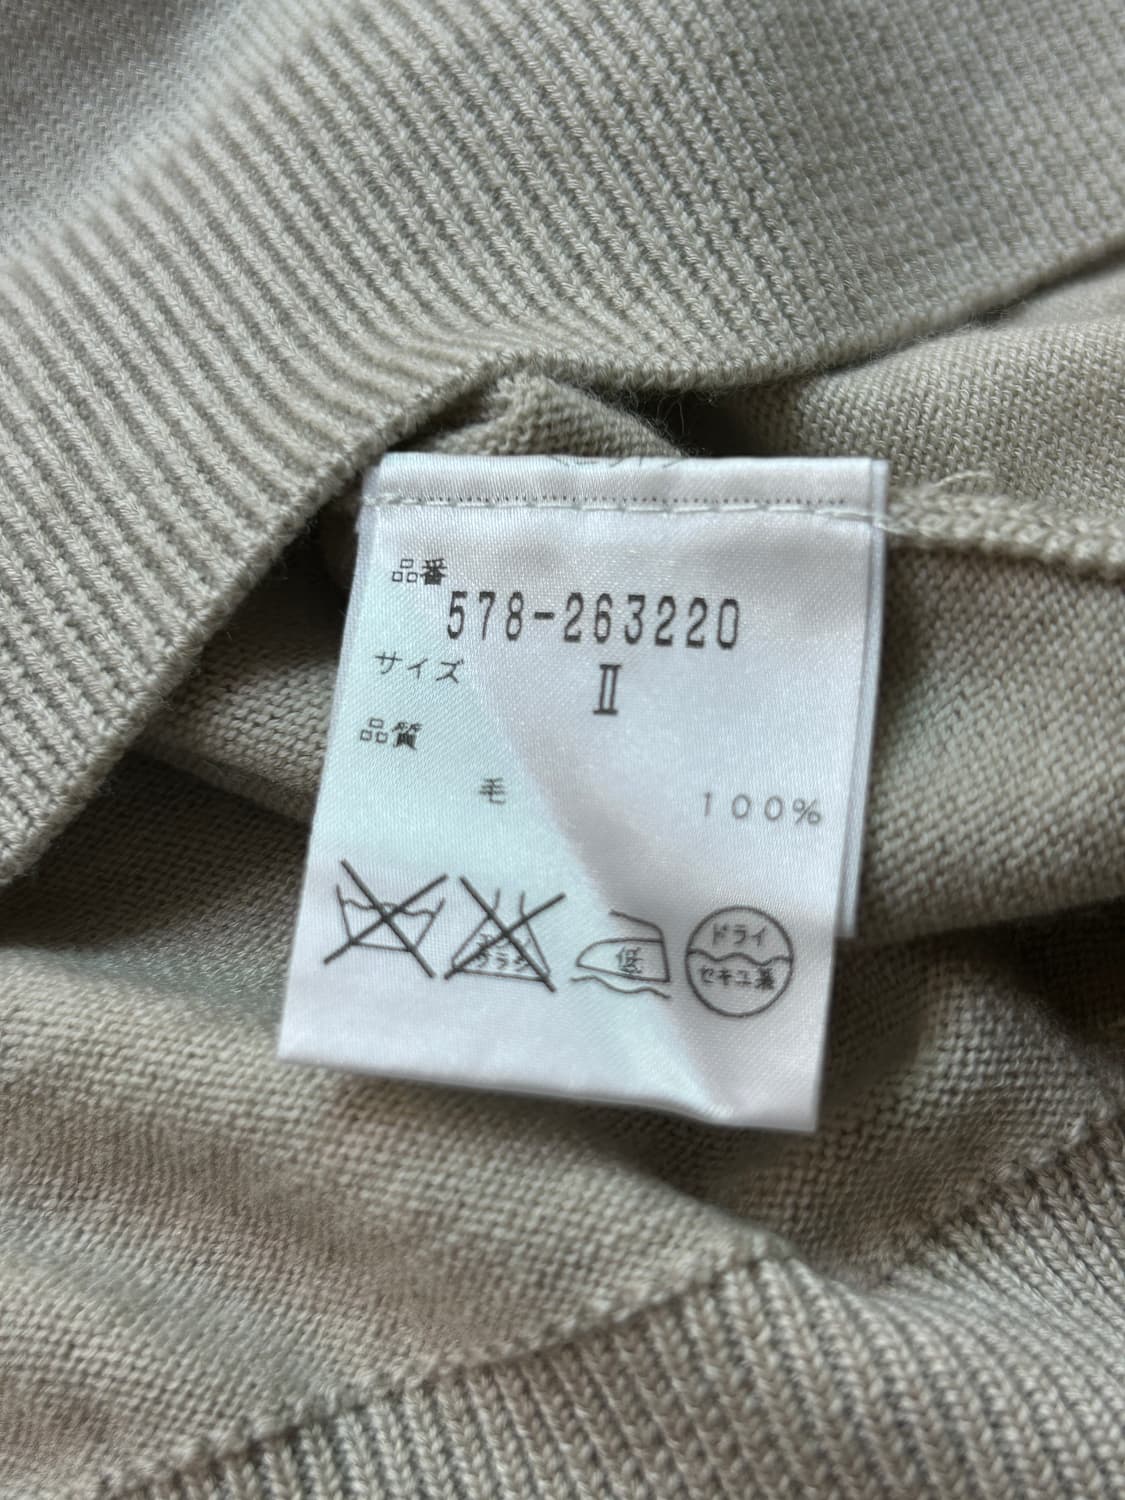 品番
578-263220
サイズ
II
品質
毛 100%
低
ドライ
セキユ系